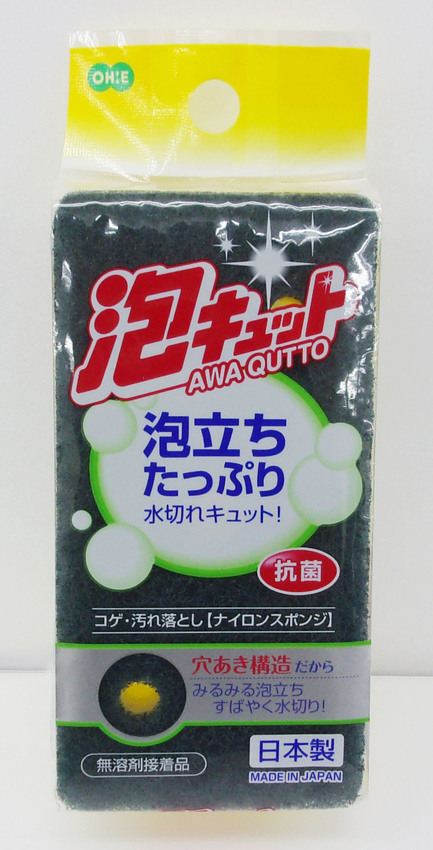 OHE
泡キュット
AWA QUTTO
泡立ち
たっぷり
水切れキュット!
抗菌
コゲ・汚れ落とし【ナイロンスポンジ】
穴あき構造だから
みるみる泡立ち
すばやく水切り!
無溶剤接着品
日本製
MADE IN JAPAN